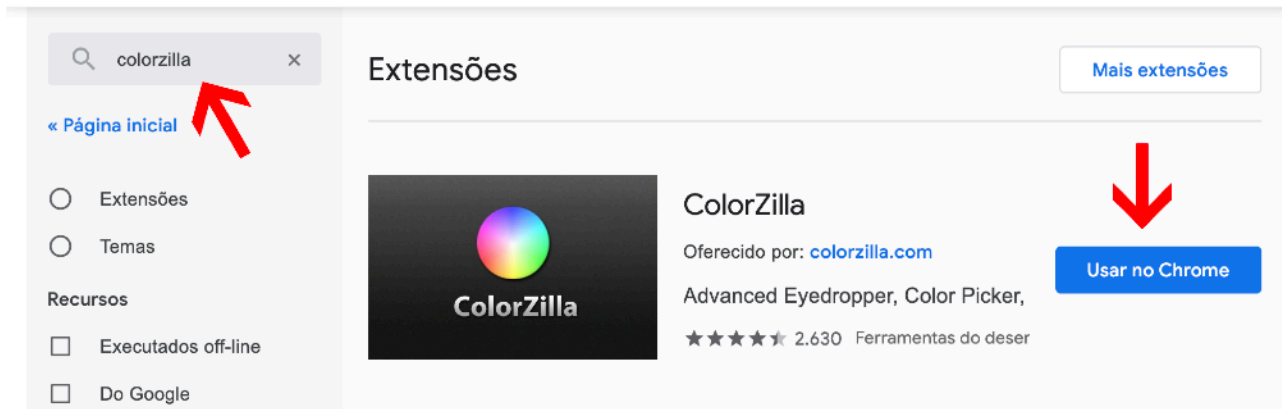 colorzilla ×
« Página inicial
Extensões
Temas
Recursos
Executados off-line
Do Google
Extensões
Mais extensões
ColorZilla
ColorZilla
Oferecido por: colorzilla.com
Advanced Eyedropper, Color Picker,
2.630 Ferramentas do deser
Usar no Chrome